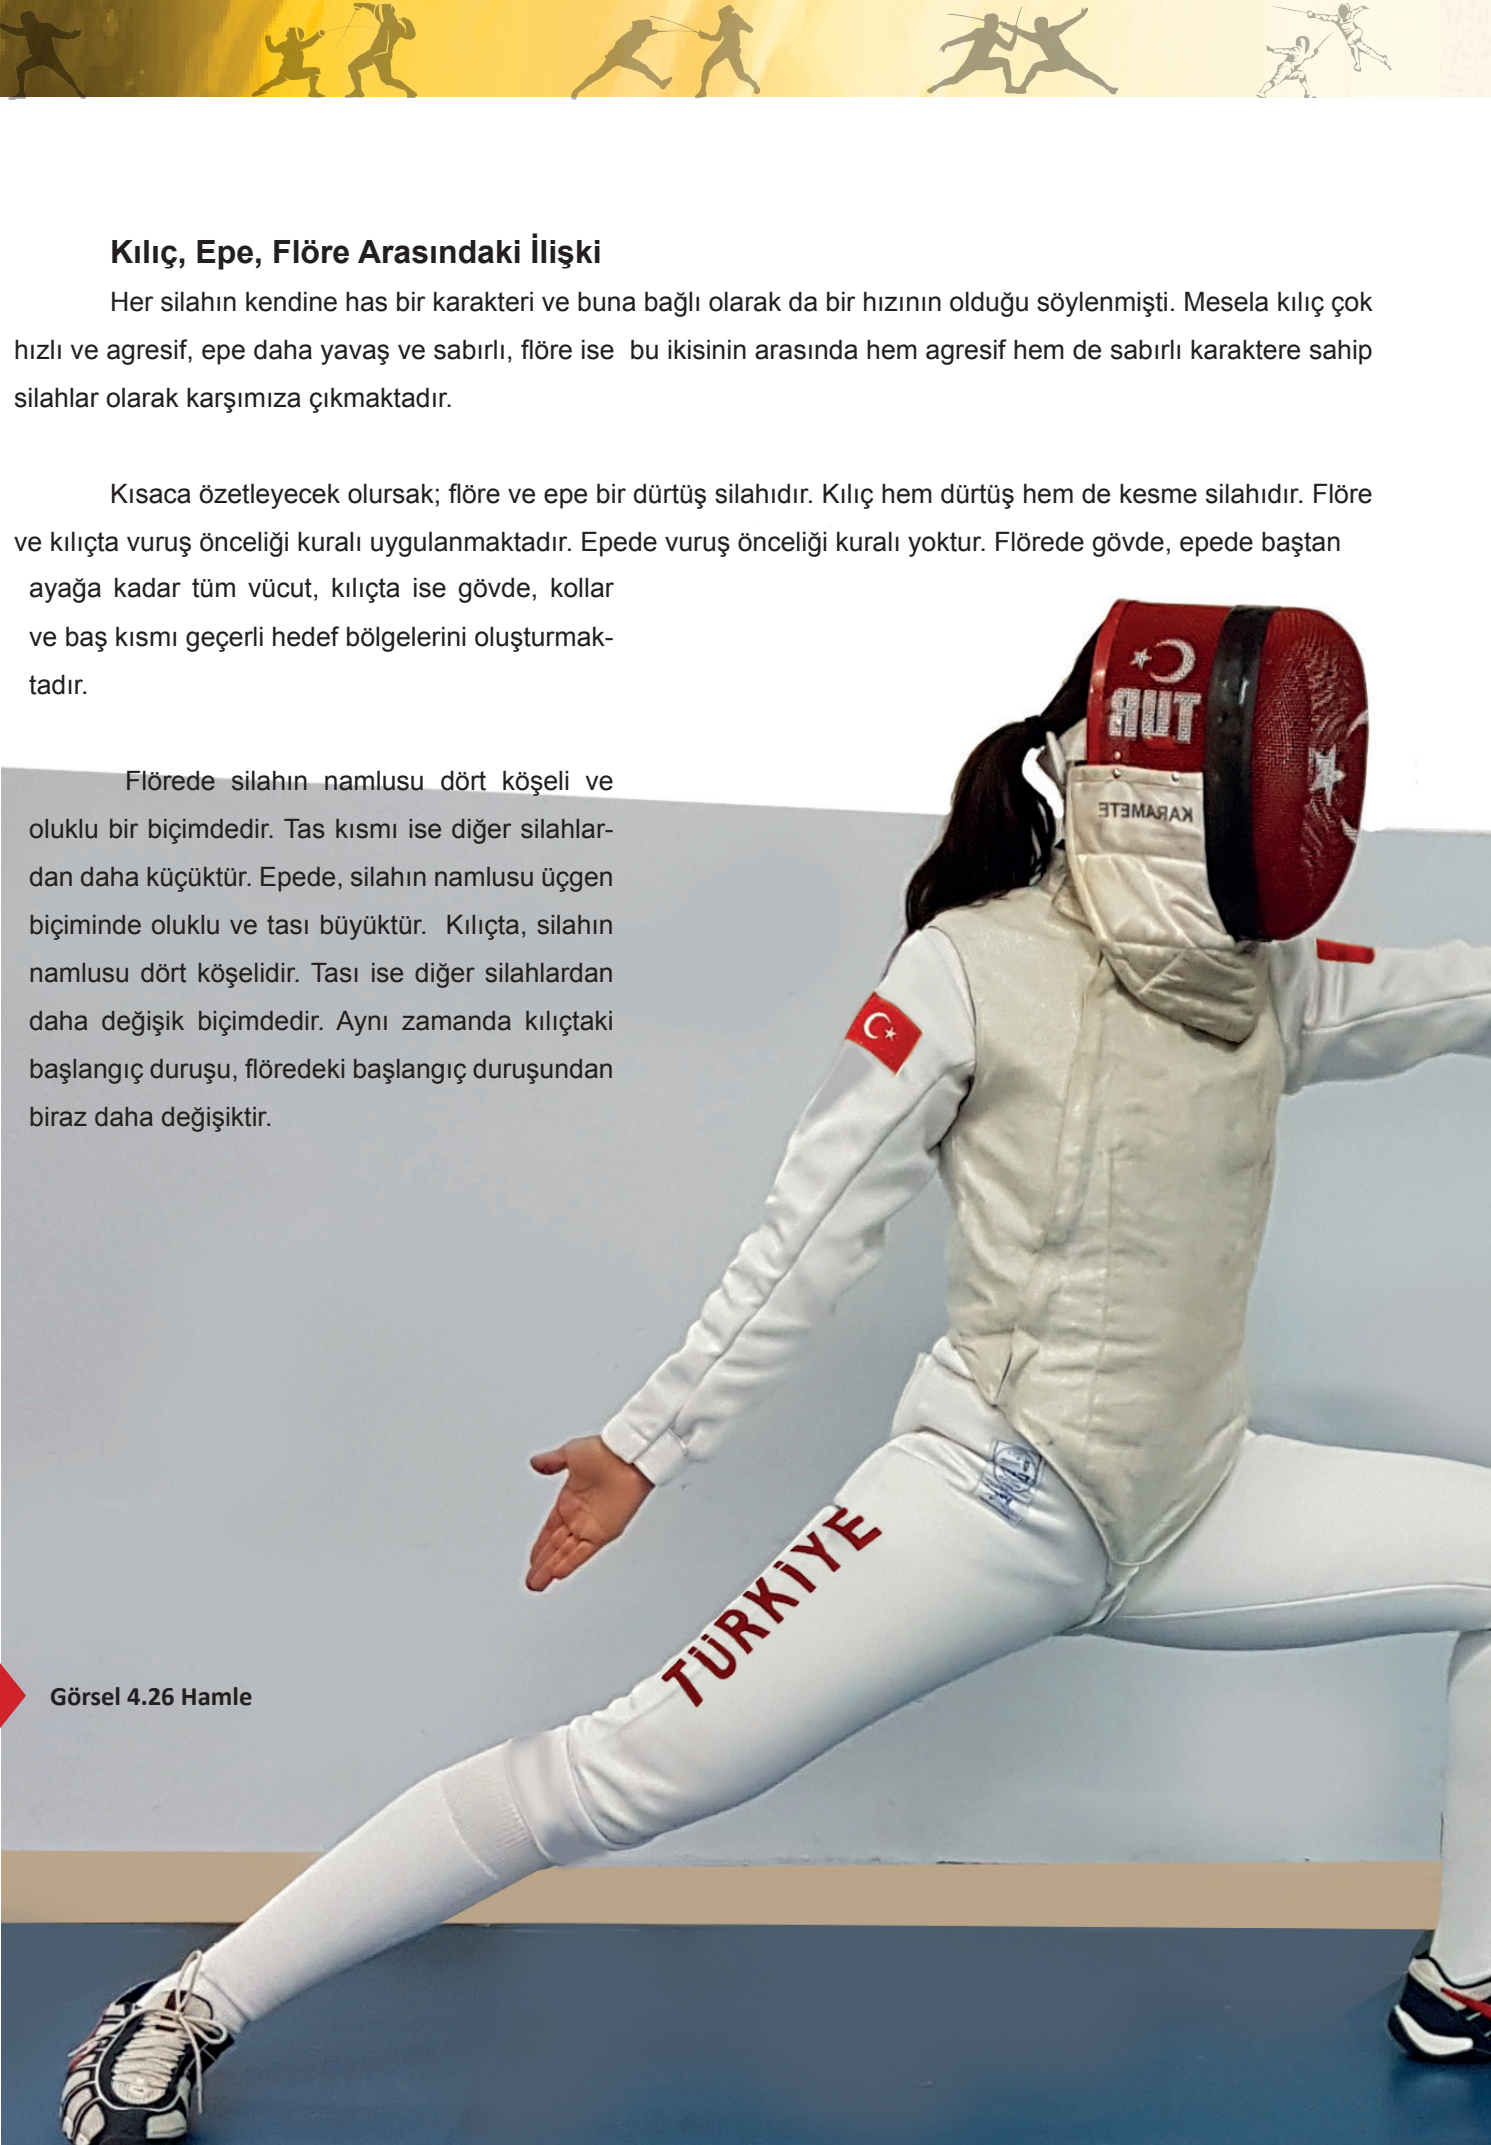 Kılıç, Epe, Flöre Arasındaki İlişki
Her silahın kendine has bir karakteri ve buna bağlı olarak da bir hızının olduğu söylenmişti. Mesela kılıç çok
hızlı ve agresif, epe daha yavaş ve sabırlı, flöre ise bu ikisinin arasında hem agresif hem de sabırlı karaktere sahip
silahlar olarak karşımıza çıkmaktadır.
Kısaca özetleyecek olursak; flöre ve epe bir dürtüş silahıdır. Kılıç hem dürtüş hem de kesme silahıdır. Flöre
ve kılıçta vuruş önceliği kuralı uygulanmaktadır. Epede vuruş önceliği kuralı yoktur. Flörede gövde, epede baştan
ayağa kadar tüm vücut, kılıçta ise gövde, kollar
ve baş kısmı geçerli hedef bölgelerini oluşturmak-
tadır.
Flörede silahın namlusu dört köşeli ve
oluklu bir biçimdedir. Tas kısmı ise diğer silahlar-
dan daha küçüktür. Epede, silahın namlusu üçgen
biçiminde oluklu ve tası büyüktür. Kılıçta, silahın
namlusu dört köşelidir. Tası ise diğer silahlardan
daha değişik biçimdedir. Aynı zamanda kılıçtaki
başlangıç duruşu, flöredeki başlangıç duruşundan
biraz daha değişiktir.
TUR
KARAMETE
TÜRKİYE
Görsel 4.26 Hamle